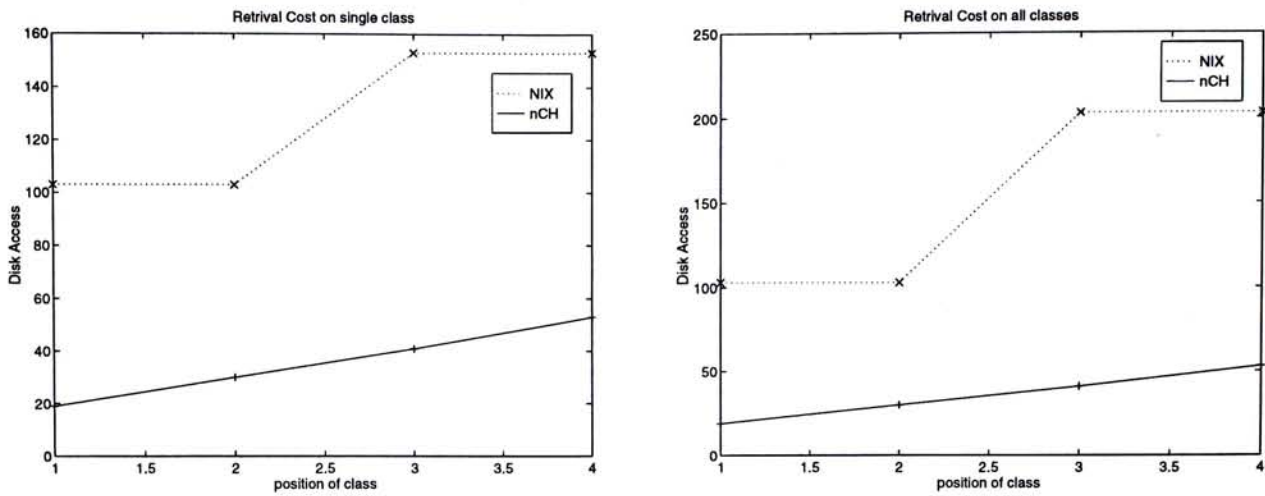 Retrival Cost on single class
160
140
120
100
80
60
40
20
0
Disk Access
NIX
nCH
1
1.5
2
2.5
3
3.5
4
position of class
Retrival Cost on all classes
250
200
150
100
50
0
Disk Access
NIX
nCH
1
1.5
2
2.5
3
3.5
4
position of class